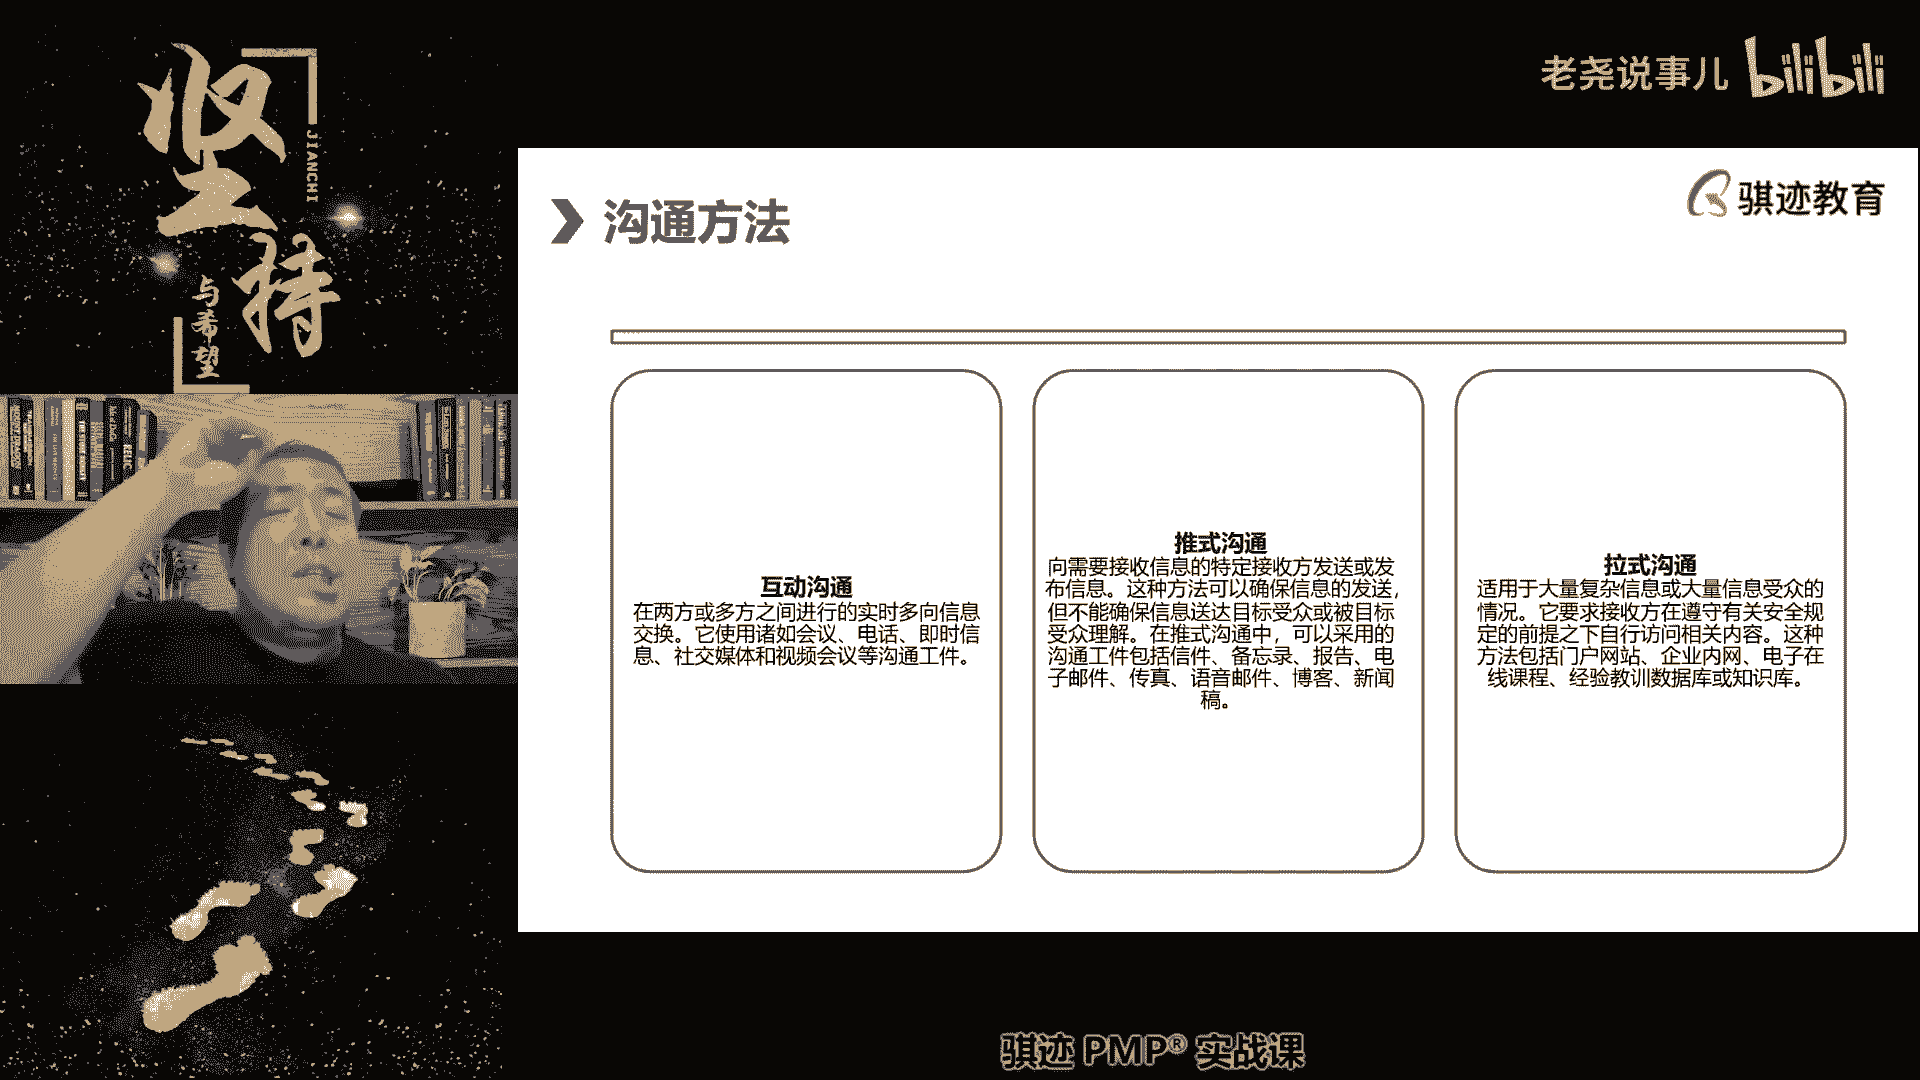 坚
持
JIANCHI
与希望
老尧说事儿 bilibili
骐迹教育
沟通方法
互动沟通
在两方或多方之间进行的实时多向信息
交换。它使用诸如会议、电话、即时信
息、社交媒体和视频会议等沟通工件。
推式沟通
向需要接收信息的特定接收方发送或发
布信息。这种方法可以确保信息的发送,
但不能确保信息送达目标受众或被目标
受众理解。在推式沟通中，可以采用的
沟通工件包括信件、备忘录、报告、电
子邮件、传真、语音邮件、博客、新闻
稿。
拉式沟通
适用于大量复杂信息或大量信息受众的
情况。它要求接收方在遵守有关安全规
定的前提之下自行访问相关内容。这种
方法包括门户网站、企业内网、电子在
线课程、经验教训数据库或知识库。
骐迹 PMP® 实战课